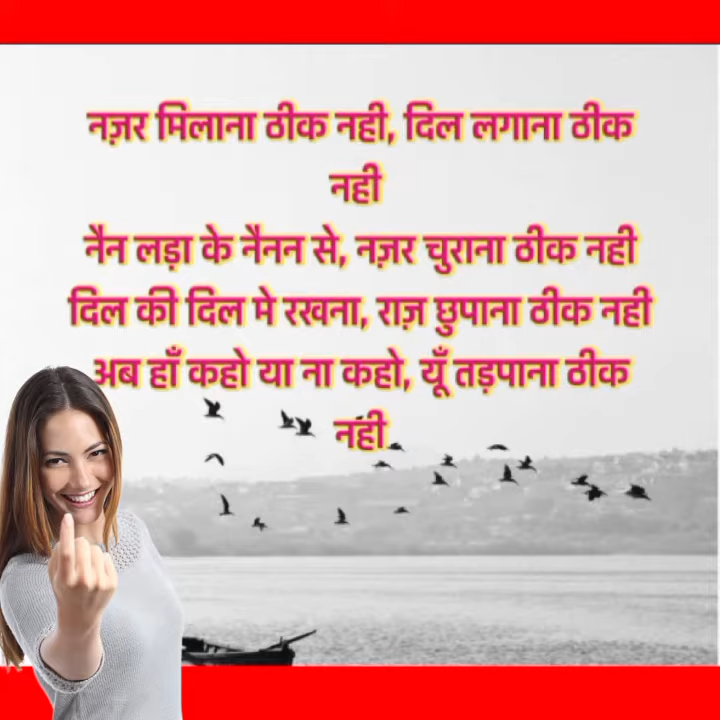 नज़र मिलाना ठीक नही, दिल लगाना ठीक
नही
नैन लड़ा के नैनन से, नज़र चुराना ठीक नही
दिल की दिल मे रखना, राज़ छुपाना ठीक नही
अब हाँ कहो या ना कहो, यूँ तड़पाना ठीक
नही